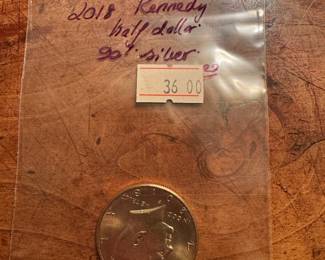 2018 Kennedy
half dollar
90% silver
36.00